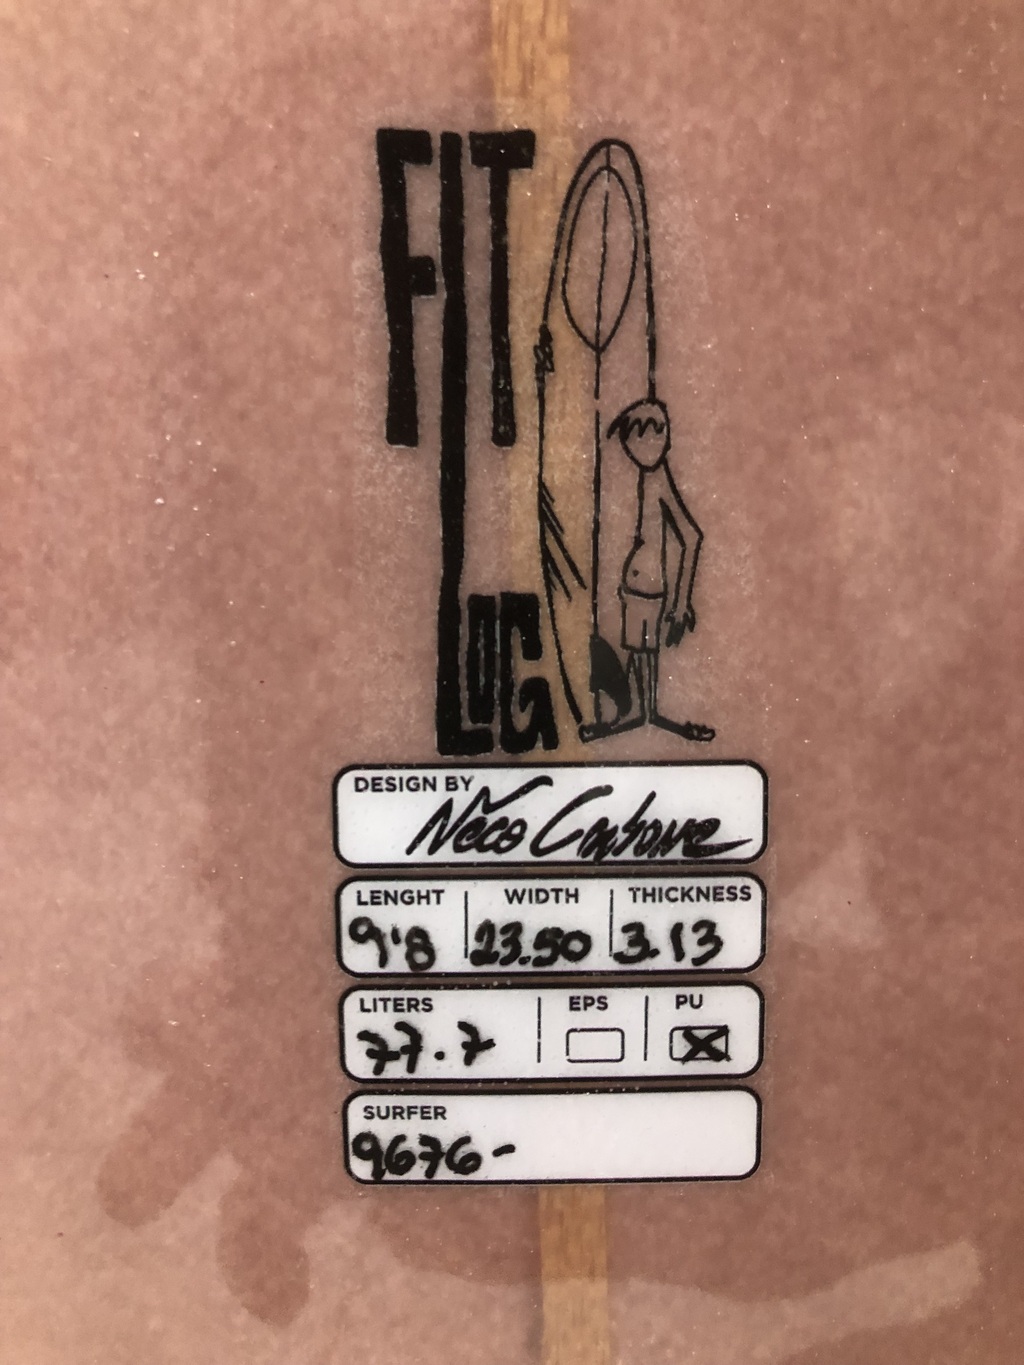 FIT
LOG
DESIGN BY
Neco Carbone
LENGHT WIDTH THICKNESS
9'8 23.50 3.13
LITERS EPS PU
77.7 X
SURFER
9676-